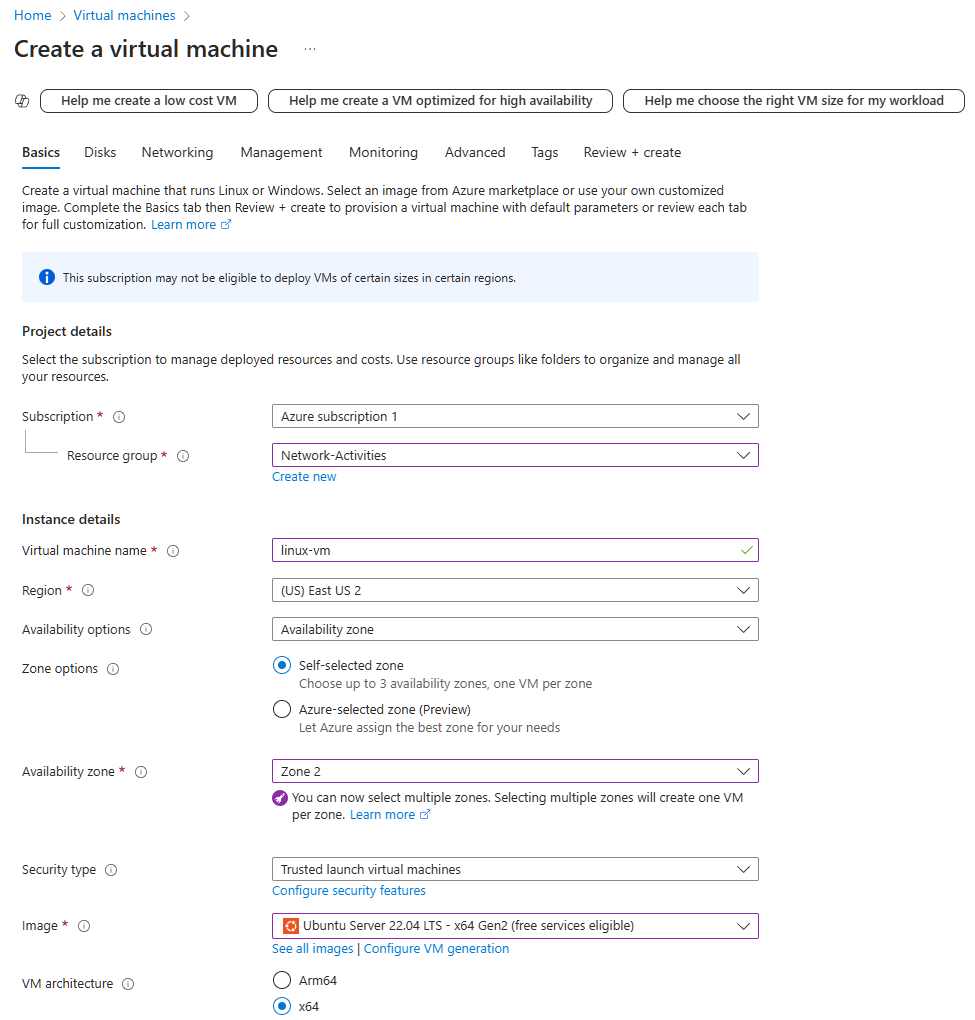 Home > Virtual machines >
Create a virtual machine ...
Help me create a low cost VM Help me create a VM optimized for high availability Help me choose the right VM size for my workload
Basics Disks Networking Management Monitoring Advanced Tags Review + create
Create a virtual machine that runs Linux or Windows. Select an image from Azure marketplace or use your own customized
image. Complete the Basics tab then Review + create to provision a virtual machine with default parameters or review each tab
for full customization. Learn more
This subscription may not be eligible to deploy VMs of certain sizes in certain regions.
Project details
Select the subscription to manage deployed resources and costs. Use resource groups like folders to organize and manage all
your resources.
Subscription * Azure subscription 1
Resource group * Network-Activities
Create new
Instance details
Virtual machine name * linux-vm
Region * (US) East US 2
Availability options Availability zone
Zone options Self-selected zone
Choose up to 3 availability zones, one VM per zone
Azure-selected zone (Preview)
Let Azure assign the best zone for your needs
Availability zone * Zone 2
You can now select multiple zones. Selecting multiple zones will create one VM
per zone. Learn more
Security type Trusted launch virtual machines
Configure security features
Image * Ubuntu Server 22.04 LTS - x64 Gen2 (free services eligible)
See all images | Configure VM generation
VM architecture Arm64
x64